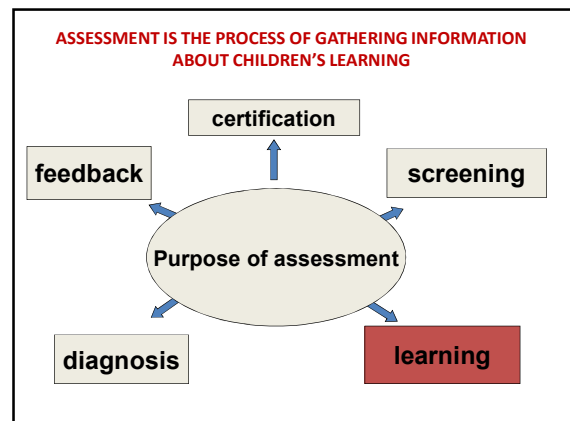 ASSESSMENT IS THE PROCESS OF GATHERING INFORMATION
ABOUT CHILDREN’S LEARNING
certification
feedback
screening
Purpose of assessment
diagnosis
learning